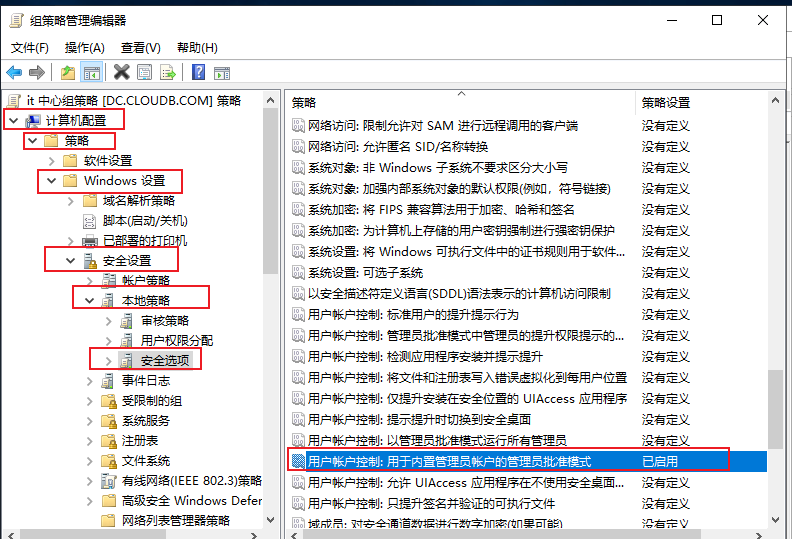 组策略管理编辑器
文件(F) 操作(A) 查看(V) 帮助(H)
it 中心组策略 [DC.CLOUDB.COM] 策略
计算机配置
策略
软件设置
Windows 设置
域名解析策略
脚本(启动/关机)
已部署的打印机
安全设置
帐户策略
本地策略
审核策略
用户权限分配
安全选项
事件日志
受限制的组
系统服务
注册表
文件系统
有线网络(IEEE 802.3)策略
高级安全 Windows Defer
网络列表管理器策略
策略 策略设置
网络访问: 限制允许对 SAM 进行远程调用的客户端 没有定义
网络访问: 允许匿名 SID/名称转换 没有定义
系统对象: 非 Windows 子系统不要求区分大小写 没有定义
系统对象: 加强内部系统对象的默认权限(例如，符号链接) 没有定义
系统加密: 将 FIPS 兼容算法用于加密、哈希和签名 没有定义
系统加密: 为计算机上存储的用户密钥强制进行强密钥保护 没有定义
系统设置: 将 Windows 可执行文件中的证书规则用于软件... 没有定义
系统设置: 可选子系统 没有定义
以安全描述符定义语言(SDDL)语法表示的计算机访问限制 没有定义
用户帐户控制: 标准用户的提升提示行为 没有定义
用户帐户控制: 管理员批准模式中管理员的提升权限提示的... 没有定义
用户帐户控制: 检测应用程序安装并提示提升 没有定义
用户帐户控制: 将文件和注册表写入错误虚拟化到每用户位置 没有定义
用户帐户控制: 仅提升安装在安全位置的 UIAccess 应用程序 没有定义
用户帐户控制: 提示提升时切换到安全桌面 没有定义
用户帐户控制: 以管理员批准模式运行所有管理员 没有定义
用户帐户控制: 用于内置管理员帐户的管理员批准模式 已启用
用户帐户控制: 允许 UIAccess 应用程序在不使用安全桌面... 没有定义
用户帐户控制: 只提升签名并验证的可执行文件 没有定义
域成员: 对安全通道数据进行数字加密(如果可能) 没有定义